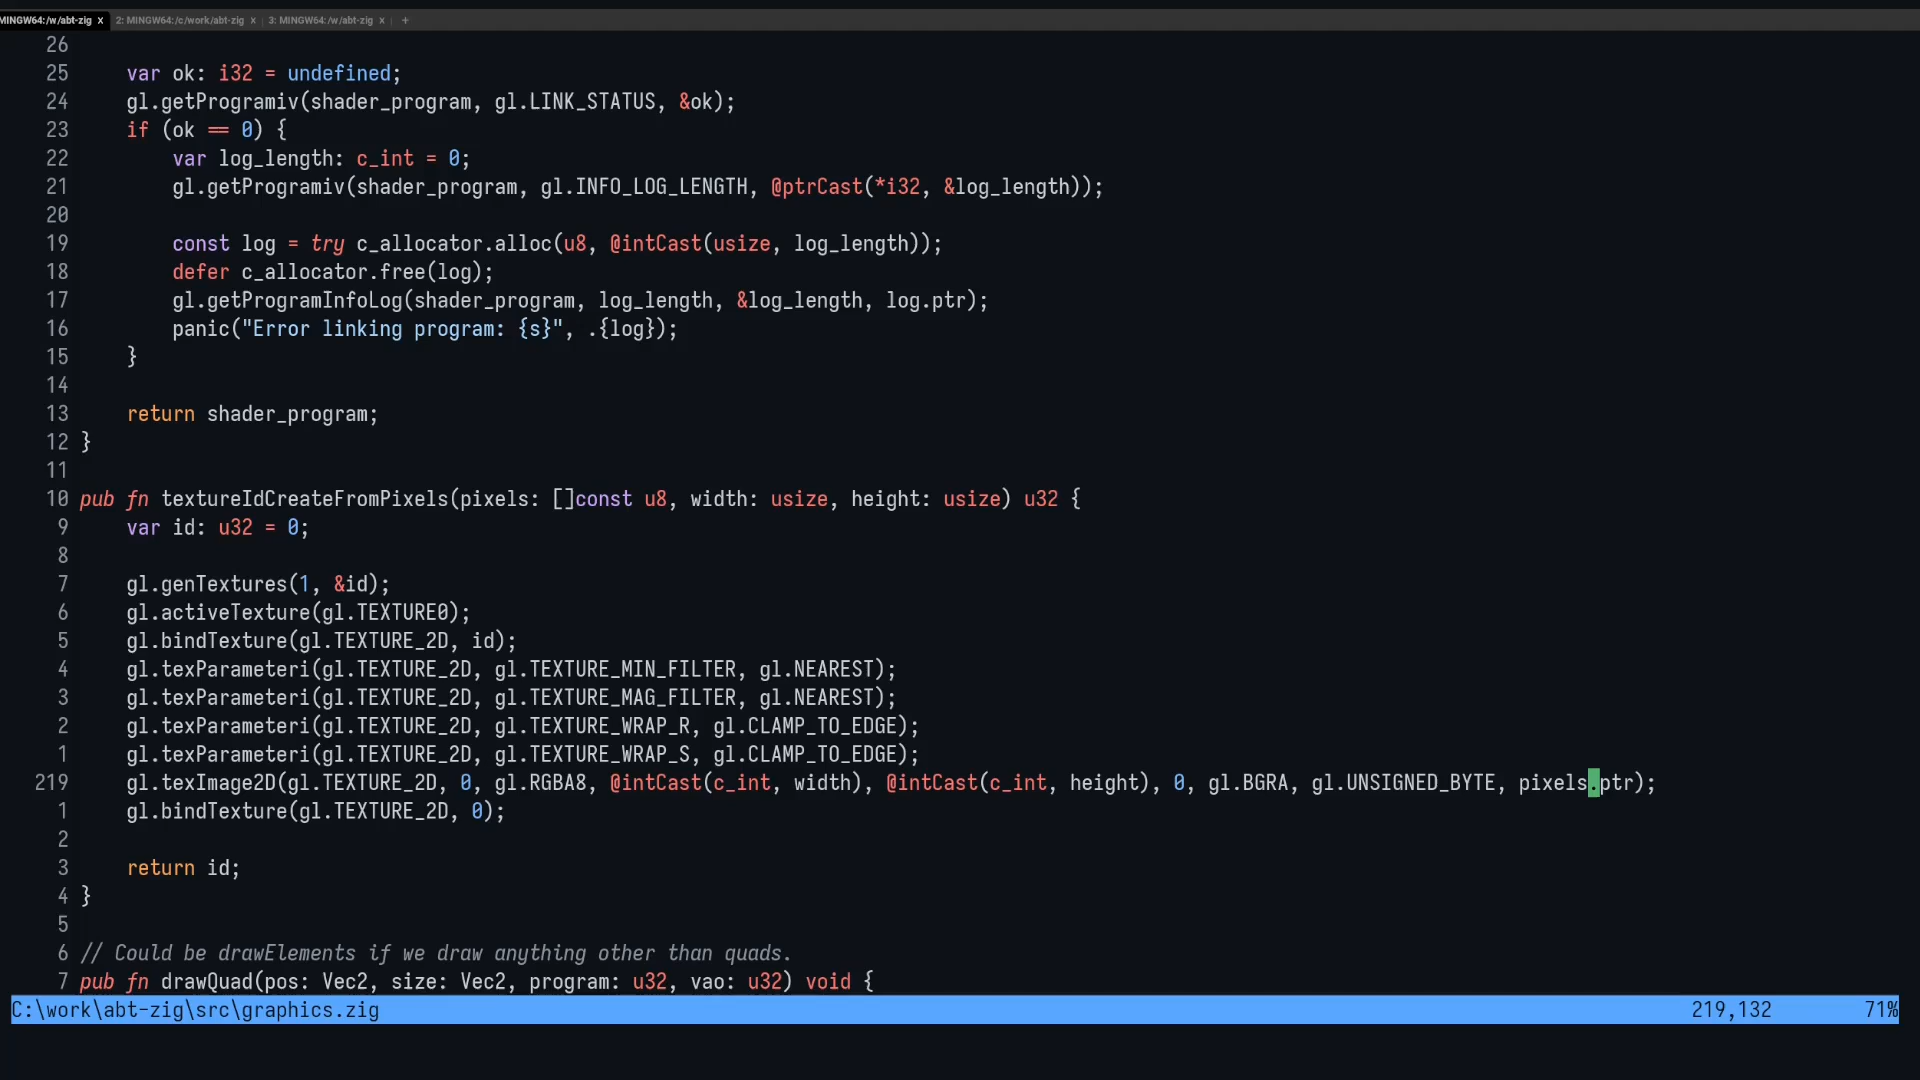 MINGW64:/w/abt-zig x 2: MINGW64:/c/work/abt-zig x 3: MINGW64:/w/abt-zig x +
26
25 var ok: i32 = undefined;
24 gl.getProgramiv(shader_program, gl.LINK_STATUS, &ok);
23 if (ok == 0) {
22 var log_length: c_int = 0;
21 gl.getProgramiv(shader_program, gl.INFO_LOG_LENGTH, @ptrCast(*i32, &log_length));
20
19 const log = try c_allocator.alloc(u8, @intCast(usize, log_length));
18 defer c_allocator.free(log);
17 gl.getProgramInfoLog(shader_program, log_length, &log_length, log.ptr);
16 panic("Error linking program: {s}", .{log});
15 }
14
13 return shader_program;
12 }
11
10 pub fn textureIdCreateFromPixels(pixels: []const u8, width: usize, height: usize) u32 {
9 var id: u32 = 0;
8
7 gl.genTextures(1, &id);
6 gl.activeTexture(gl.TEXTURE0);
5 gl.bindTexture(gl.TEXTURE_2D, id);
4 gl.texParameteri(gl.TEXTURE_2D, gl.TEXTURE_MIN_FILTER, gl.NEAREST);
3 gl.texParameteri(gl.TEXTURE_2D, gl.TEXTURE_MAG_FILTER, gl.NEAREST);
2 gl.texParameteri(gl.TEXTURE_2D, gl.TEXTURE_WRAP_R, gl.CLAMP_TO_EDGE);
1 gl.texParameteri(gl.TEXTURE_2D, gl.TEXTURE_WRAP_S, gl.CLAMP_TO_EDGE);
219 gl.texImage2D(gl.TEXTURE_2D, 0, gl.RGBA8, @intCast(c_int, width), @intCast(c_int, height), 0, gl.BGRA, gl.UNSIGNED_BYTE, pixels.ptr);
1 gl.bindTexture(gl.TEXTURE_2D, 0);
2
3 return id;
4 }
5
6 // Could be drawElements if we draw anything other than quads.
7 pub fn drawQuad(pos: Vec2, size: Vec2, program: u32, vao: u32) void {
C:\work\abt-zig\src\graphics.zig 219,132 71%